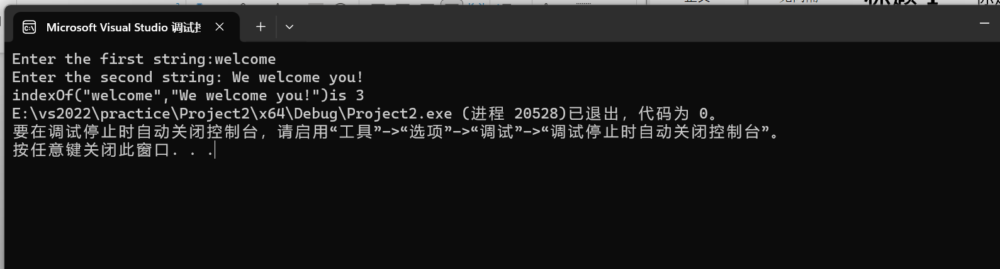 Microsoft Visual Studio 调试
Enter the first string:welcome
Enter the second string: We welcome you!
indexOf("welcome","We welcome you!")is 3
E:\vs2022\practice\Project2\x64\Debug\Project2.exe (进程 20528)已退出，代码为 0。
要在调试停止时自动关闭控制台，请启用“工具”->“选项”->“调试”->“调试停止时自动关闭控制台”。
按任意键关闭此窗口. . .